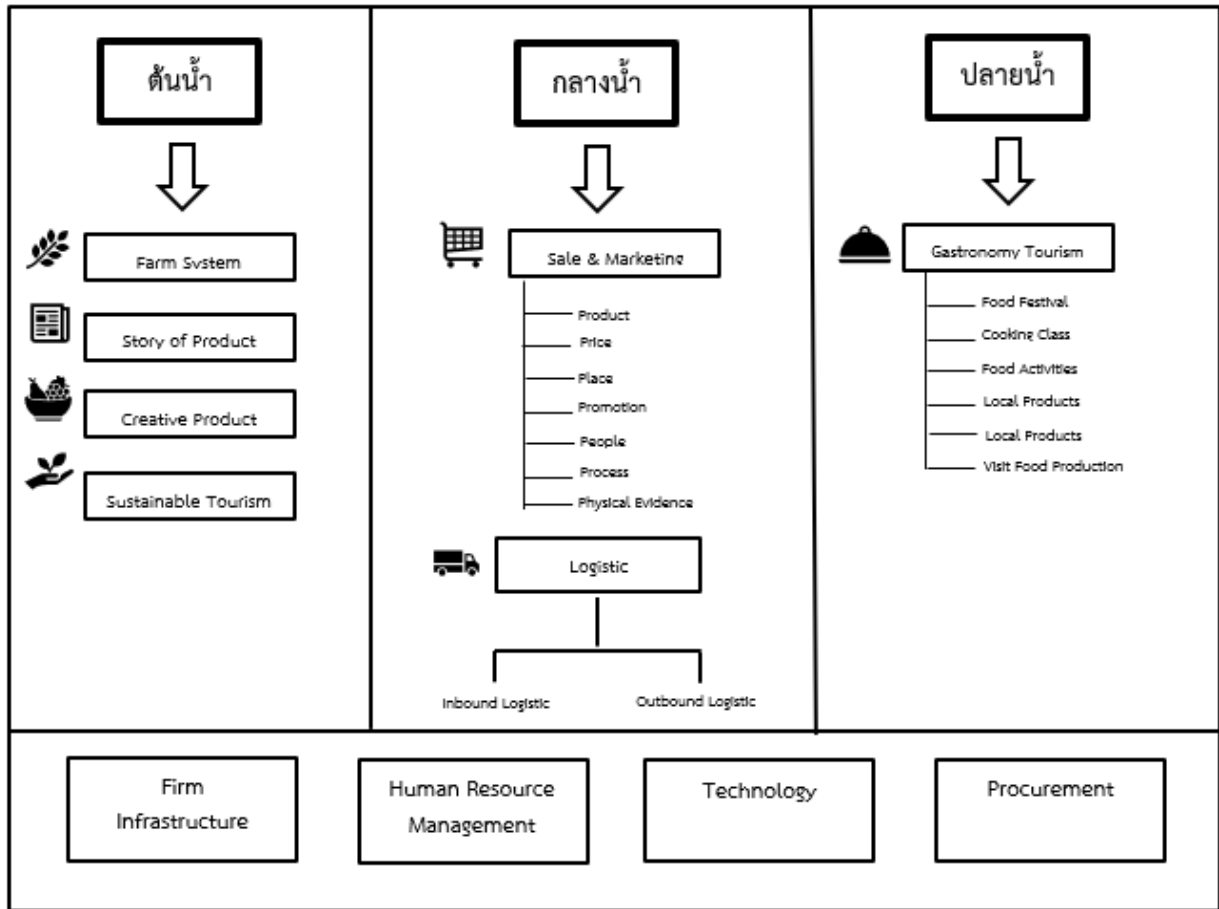 ต้นน้ำ
Farm System
Story of Product
Creative Product
Sustainable Tourism
กลางน้ำ
Sale & Marketing
Product
Price
Place
Promotion
People
Process
Physical Evidence
Logistic
Inbound Logistic
Outbound Logistic
ปลายน้ำ
Gastronomy Tourism
Food Festival
Cooking Class
Food Activities
Local Products
Local Products
Visit Food Production
Firm
Infrastructure
Human Resource
Management
Technology
Procurement